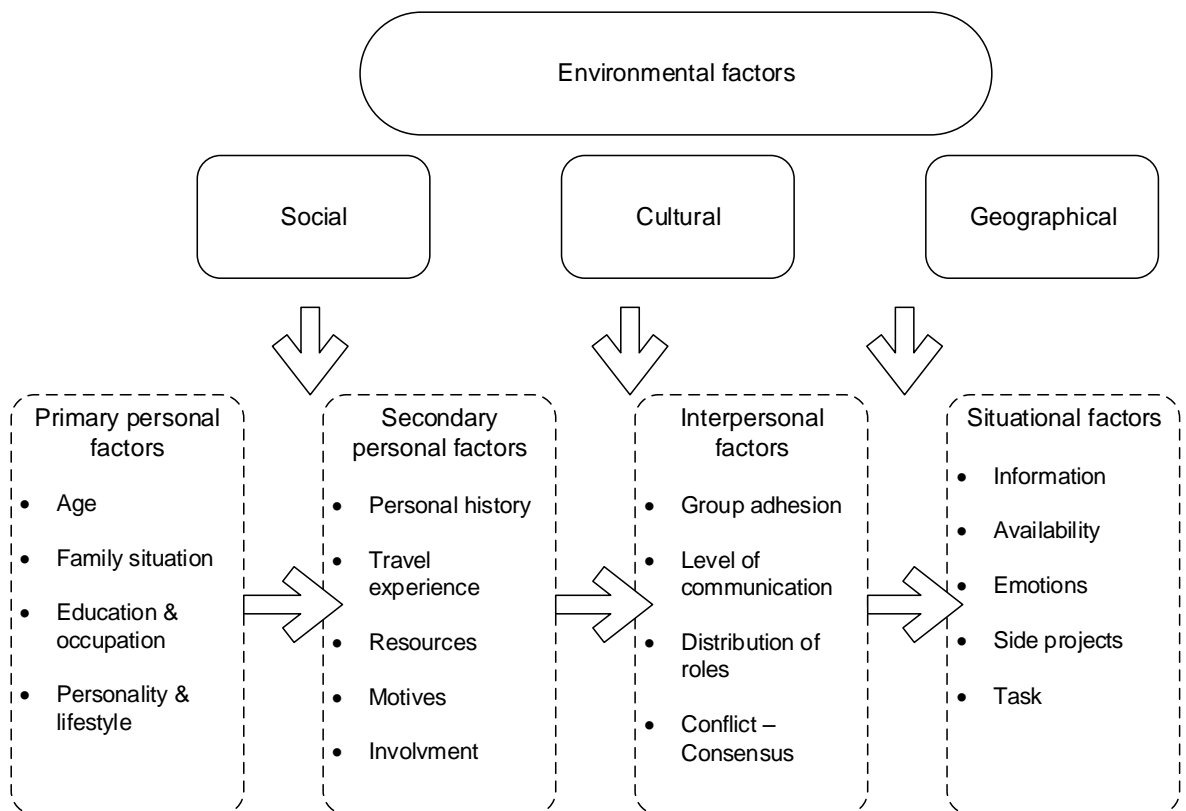 Environmental factors
Social
Cultural
Geographical
Primary personal
factors
• Age
• Family situation
• Education &
occupation
• Personality &
lifestyle
Secondary
personal factors
• Personal history
• Travel
experience
• Resources
• Motives
• Involvment
Interpersonal
factors
• Group adhesion
• Level of
communication
• Distribution of
roles
• Conflict –
Consensus
Situational factors
• Information
• Availability
• Emotions
• Side projects
• Task